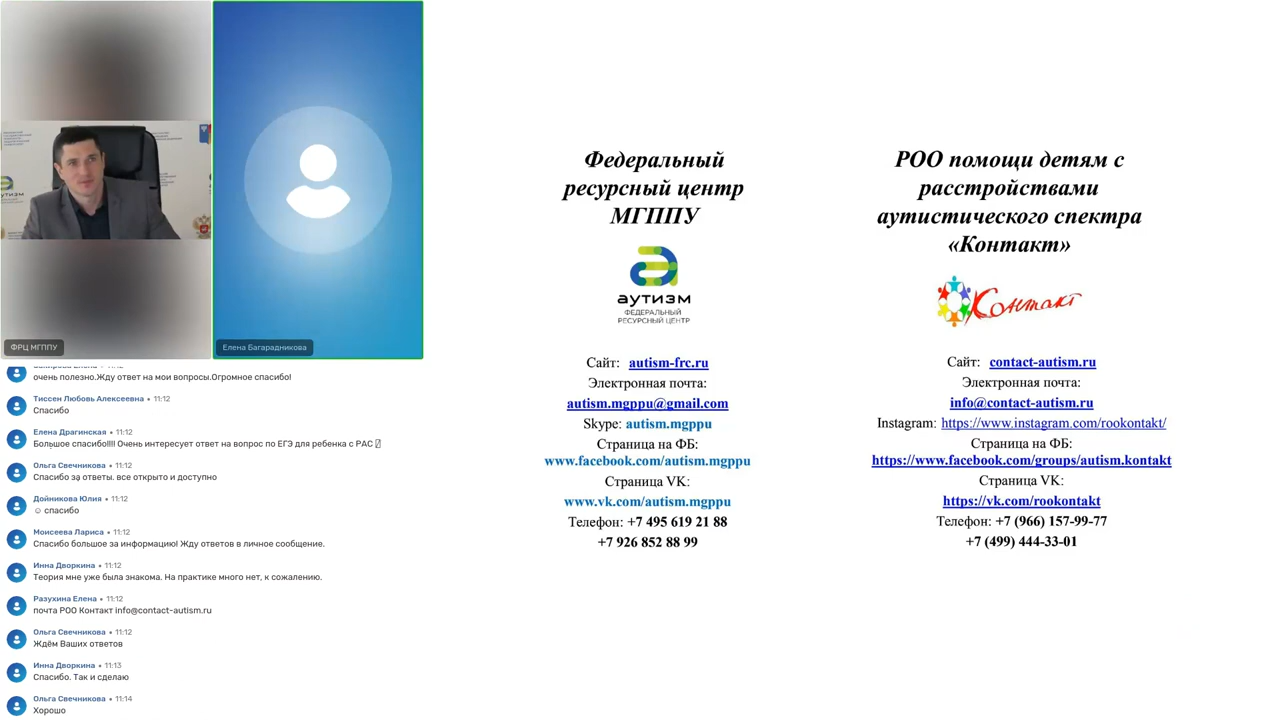 ФРЦ МГППУ
Елена Багарадникова
11:12
очень полезно.Жду ответ на мои вопросы.Огромное спасибо!
Тиссен Любовь Алексеевна • 11:12
Спасибо
Елена Драгинская • 11:12
Большое спасибо!!!! Очень интересует ответ на вопрос по ЕГЭ для ребенка с РАС
Ольга Свечникова • 11:12
Спасибо за ответы. все открыто и доступно
Дойникова Юлия • 11:12
☺ спасибо
Моисеева Лариса • 11:12
Спасибо большое за информацию! Жду ответов в личное сообщение.
Инна Дворкина • 11:12
Теория мне уже была знакома. На практике много нет, к сожалению.
Разухина Елена • 11:12
почта РОО Контакт info@contact-autism.ru
Ольга Свечникова • 11:12
Ждём Ваших ответов
Инна Дворкина • 11:13
Спасибо. Так и сделаю
Ольга Свечникова • 11:14
Хорошо
Федеральный
ресурсный центр
МГППУ
аутизм
ФЕДЕРАЛЬНЫЙ
РЕСУРСНЫЙ ЦЕНТР
Сайт: autism-frc.ru
Электронная почта:
autism.mgppu@gmail.com
Skype: autism.mgppu
Страница на ФБ:
www.facebook.com/autism.mgppu
Страница VK:
www.vk.com/autism.mgppu
Телефон: +7 495 619 21 88
+7 926 852 88 99
РОО помощи детям с
расстройствами
аутистического спектра
«Контакт»
Контакт
Сайт: contact-autism.ru
Электронная почта:
info@contact-autism.ru
Instagram: https://www.instagram.com/rookontakt/
Страница на ФБ:
https://www.facebook.com/groups/autism.kontakt
Страница VK:
https://vk.com/rookontakt
Телефон: +7 (966) 157-99-77
+7 (499) 444-33-01